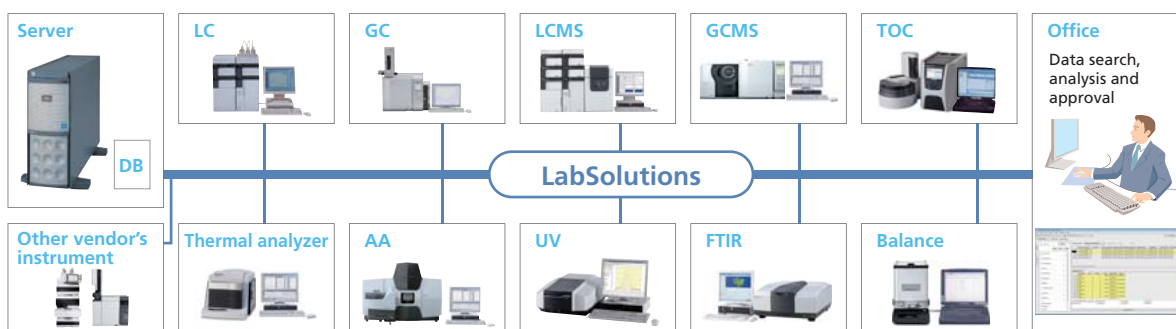 Server
LC
GC
LCMS
GCMS
TOC
Office
Data search,
analysis and
approval
DB
LabSolutions
Other vendor's
instrument
Thermal analyzer
AA
UV
FTIR
Balance